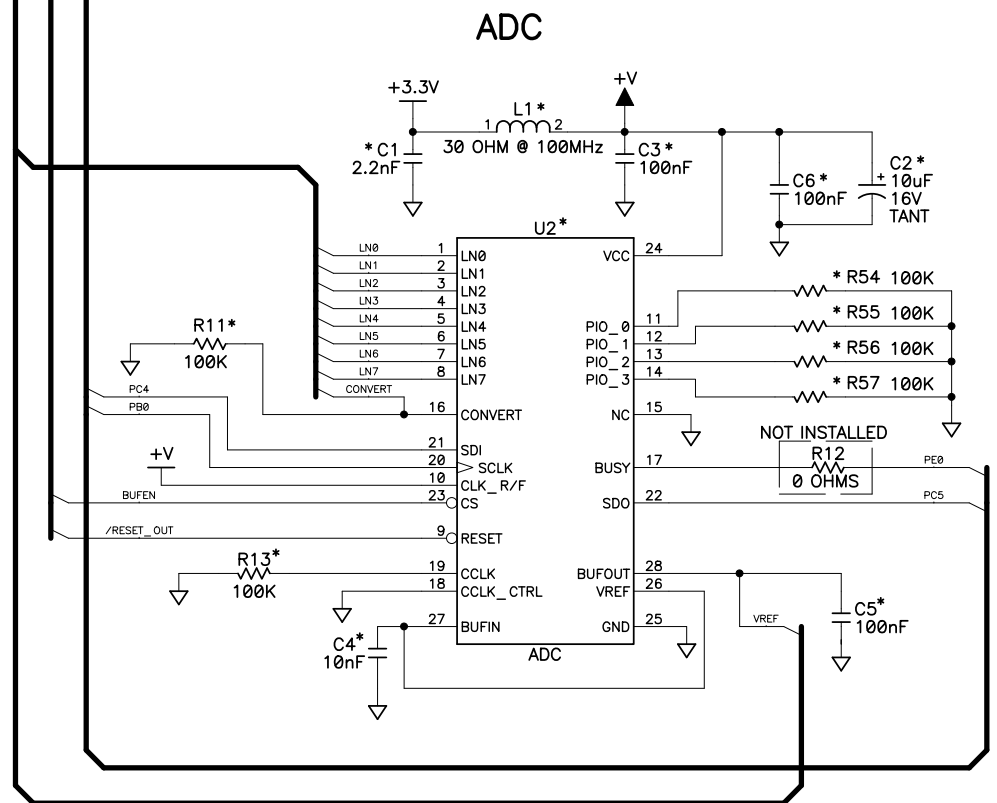 ADC
+3.3V
+V
L1*
1 2
30 OHM @ 100MHz
*C1
2.2nF
C3*
100nF
C6*
100nF
C2*
+ 10uF
16V
TANT
U2*
LN0 1 LN0
LN1 2 LN1
LN2 3 LN2
LN3 4 LN3
LN4 5 LN4
LN5 6 LN5
LN6 7 LN6
LN7 8 LN7
CONVERT
16 CONVERT
R11*
100K
PC4
PB0
21 SDI
20 SCLK
+V
10 CLK_R/F
BUFEN 23 CS
/RESET_OUT 9 RESET
R13*
100K
19 CCLK
18 CCLK_CTRL
27 BUFIN
C4*
10nF
VCC 24
PIO_0 11
PIO_1 12
PIO_2 13
PIO_3 14
* R54 100K
* R55 100K
* R56 100K
* R57 100K
NC 15
NOT INSTALLED
R12
0 OHMS
BUSY 17
PE0
SDO 22
PC5
BUFOUT 28
VREF 26
GND 25
VREF
C5*
100nF
ADC